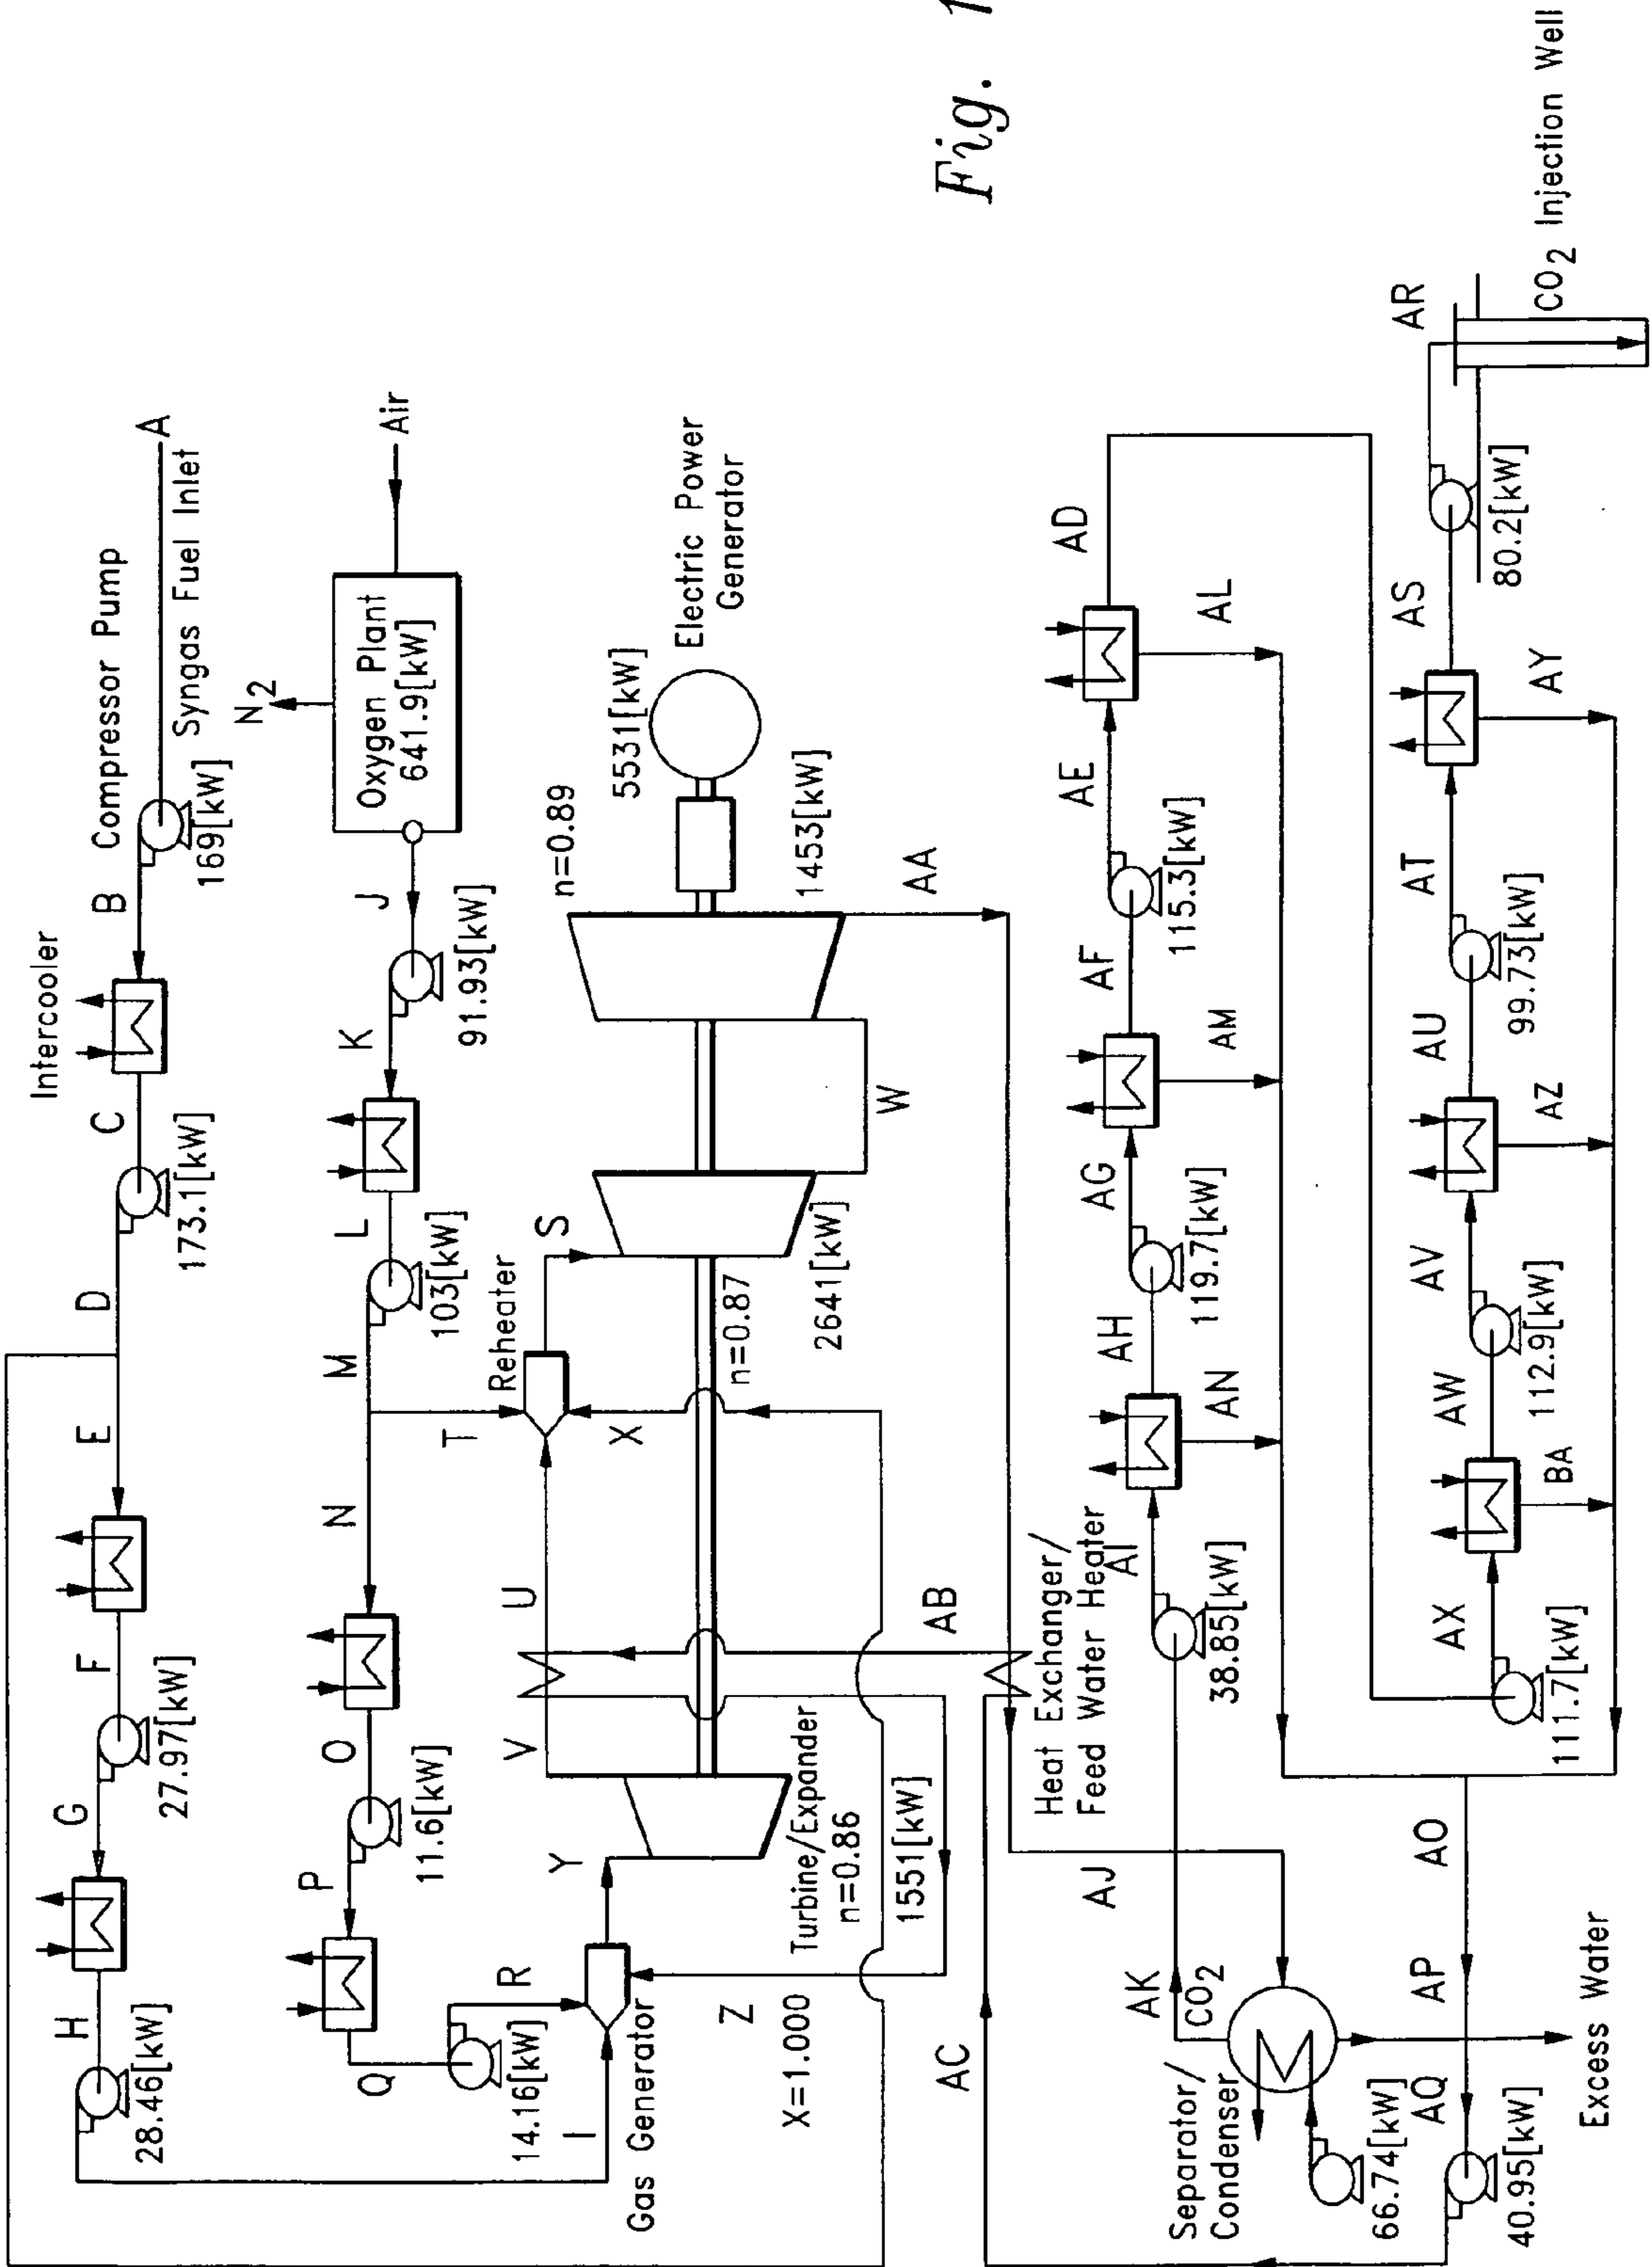 Fig. 1
Intercooler
Compressor Pump
A
Syngas Fuel Inlet
B
169[kW]
C
173.1[kW]
D
E
F
27.97[kW]
G
H
28.46[kW]
I
N2
Oxygen Plant
641.9[kW]
Air
J
91.93[kW]
K
L
103[kW]
M
N
O
11.6[kW]
P
Q
14.16[kW]
R
Gas Generator
Reheater
S
T
X
U
V
Y
Turbine/Expander
n=0.86
1551[kW]
n=0.87
2641[kW]
W
n=0.89
1453[kW]
5531[kW]
Electric Power
Generator
AA
Z
X=1.000
AB
AC
Heat Exchanger/
Feed Water Heater
AD
AE
115.3[kW]
AF
AG
119.7[kW]
AH
AI
38.85[kW]
AJ
AK
CO2
AL
AM
AN
Separator/
Condenser
66.74[kW]
AO
AP
AQ
40.95[kW]
Excess Water
AR
CO2 Injection Well
80.2[kW]
AS
AT
99.73[kW]
AU
AV
112.9[kW]
AW
AX
111.7[kW]
AY
AZ
BA